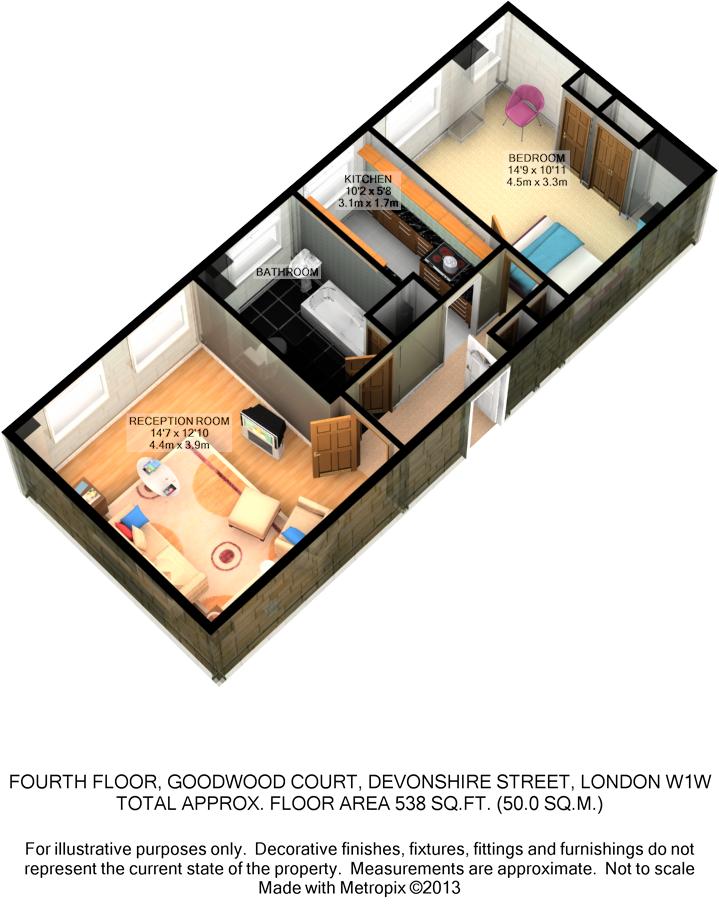 BEDROOM
14'9 x 10'11
4.5m x 3.3m
KITCHEN
10'2 x 5'8
3.1m x 1.7m
BATHROOM
RECEPTION ROOM
14'7 x 12'10
4.4m x 3.9m
FOURTH FLOOR, GOODWOOD COURT, DEVONSHIRE STREET, LONDON W1W
TOTAL APPROX. FLOOR AREA 538 SQ.FT. (50.0 SQ.M.)
For illustrative purposes only. Decorative finishes, fixtures, fittings and furnishings do not
represent the current state of the property. Measurements are approximate. Not to scale
Made with Metropix ©2013